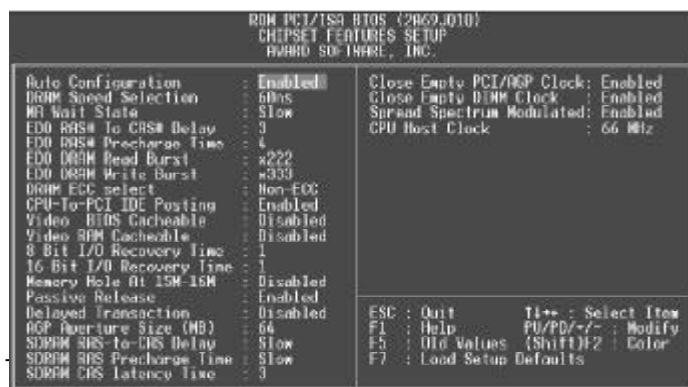 ROM PCI/ISA BIOS (2A69JQ1Q)
CHIPSET FEATURES SETUP
AWARD SOFTWARE, INC.
Auto Configuration : Enabled
DRAM Speed Selection : 60ns
MA Wait State : Slow
EDO RAS# To CAS# Delay : 3
EDO RAS# Precharge Time : 4
EDO DRAM Read Burst : x222
EDO DRAM Write Burst : x333
DRAM ECC select : Non-ECC
CPU-To-PCI IDE Posting : Enabled
Video BIOS Cacheable : Disabled
Video RAM Cacheable : Disabled
8 Bit I/O Recovery Time : 1
16 Bit I/O Recovery Time : 1
Memory Hole At 15M-16M : Disabled
Passive Release : Enabled
Delayed Transaction : Disabled
AGP Aperture Size (MB) : 64
SDRAM RAS-to-CAS Delay : Slow
SDRAM RAS Precharge Time : Slow
SDRAM CAS Latency Time : 3
Close Empty PCI/AGP Clock: Enabled
Close Empty DIMM Clock : Enabled
Spread Spectrum Modulated: Enabled
CPU Host Clock : 66 MHz
ESC : Quit ↑↓→← : Select Item
F1 : Help PU/PD/+/- : Modify
F5 : Old Values (Shift)F2 : Color
F7 : Load Setup Defaults